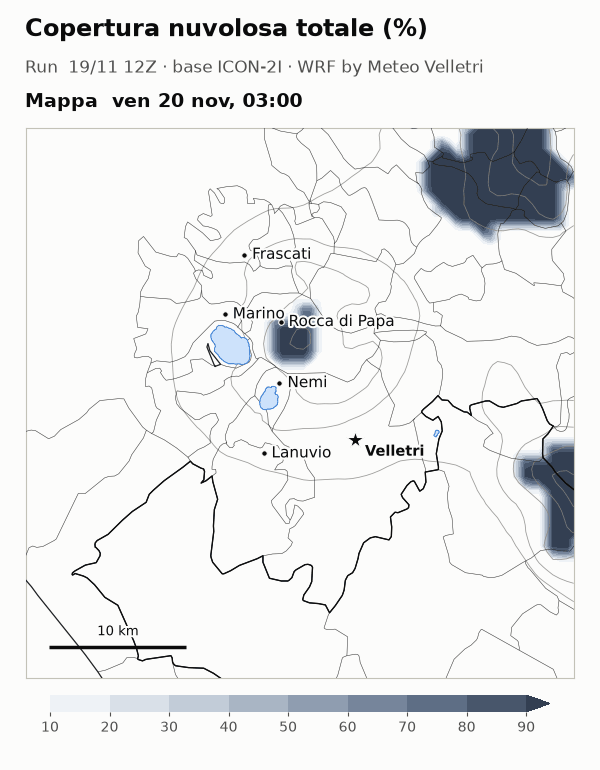 Copertura nuvolosa totale (%)
Run  19/11 12Z · base ICON-2I · WRF by Meteo Velletri
Mappa  ven 20 nov, 03:00
Frascati
Marino
Rocca di Papa
Nemi
Velletri
Lanuvio
10 km
10 20 30 40 50 60 70 80 90